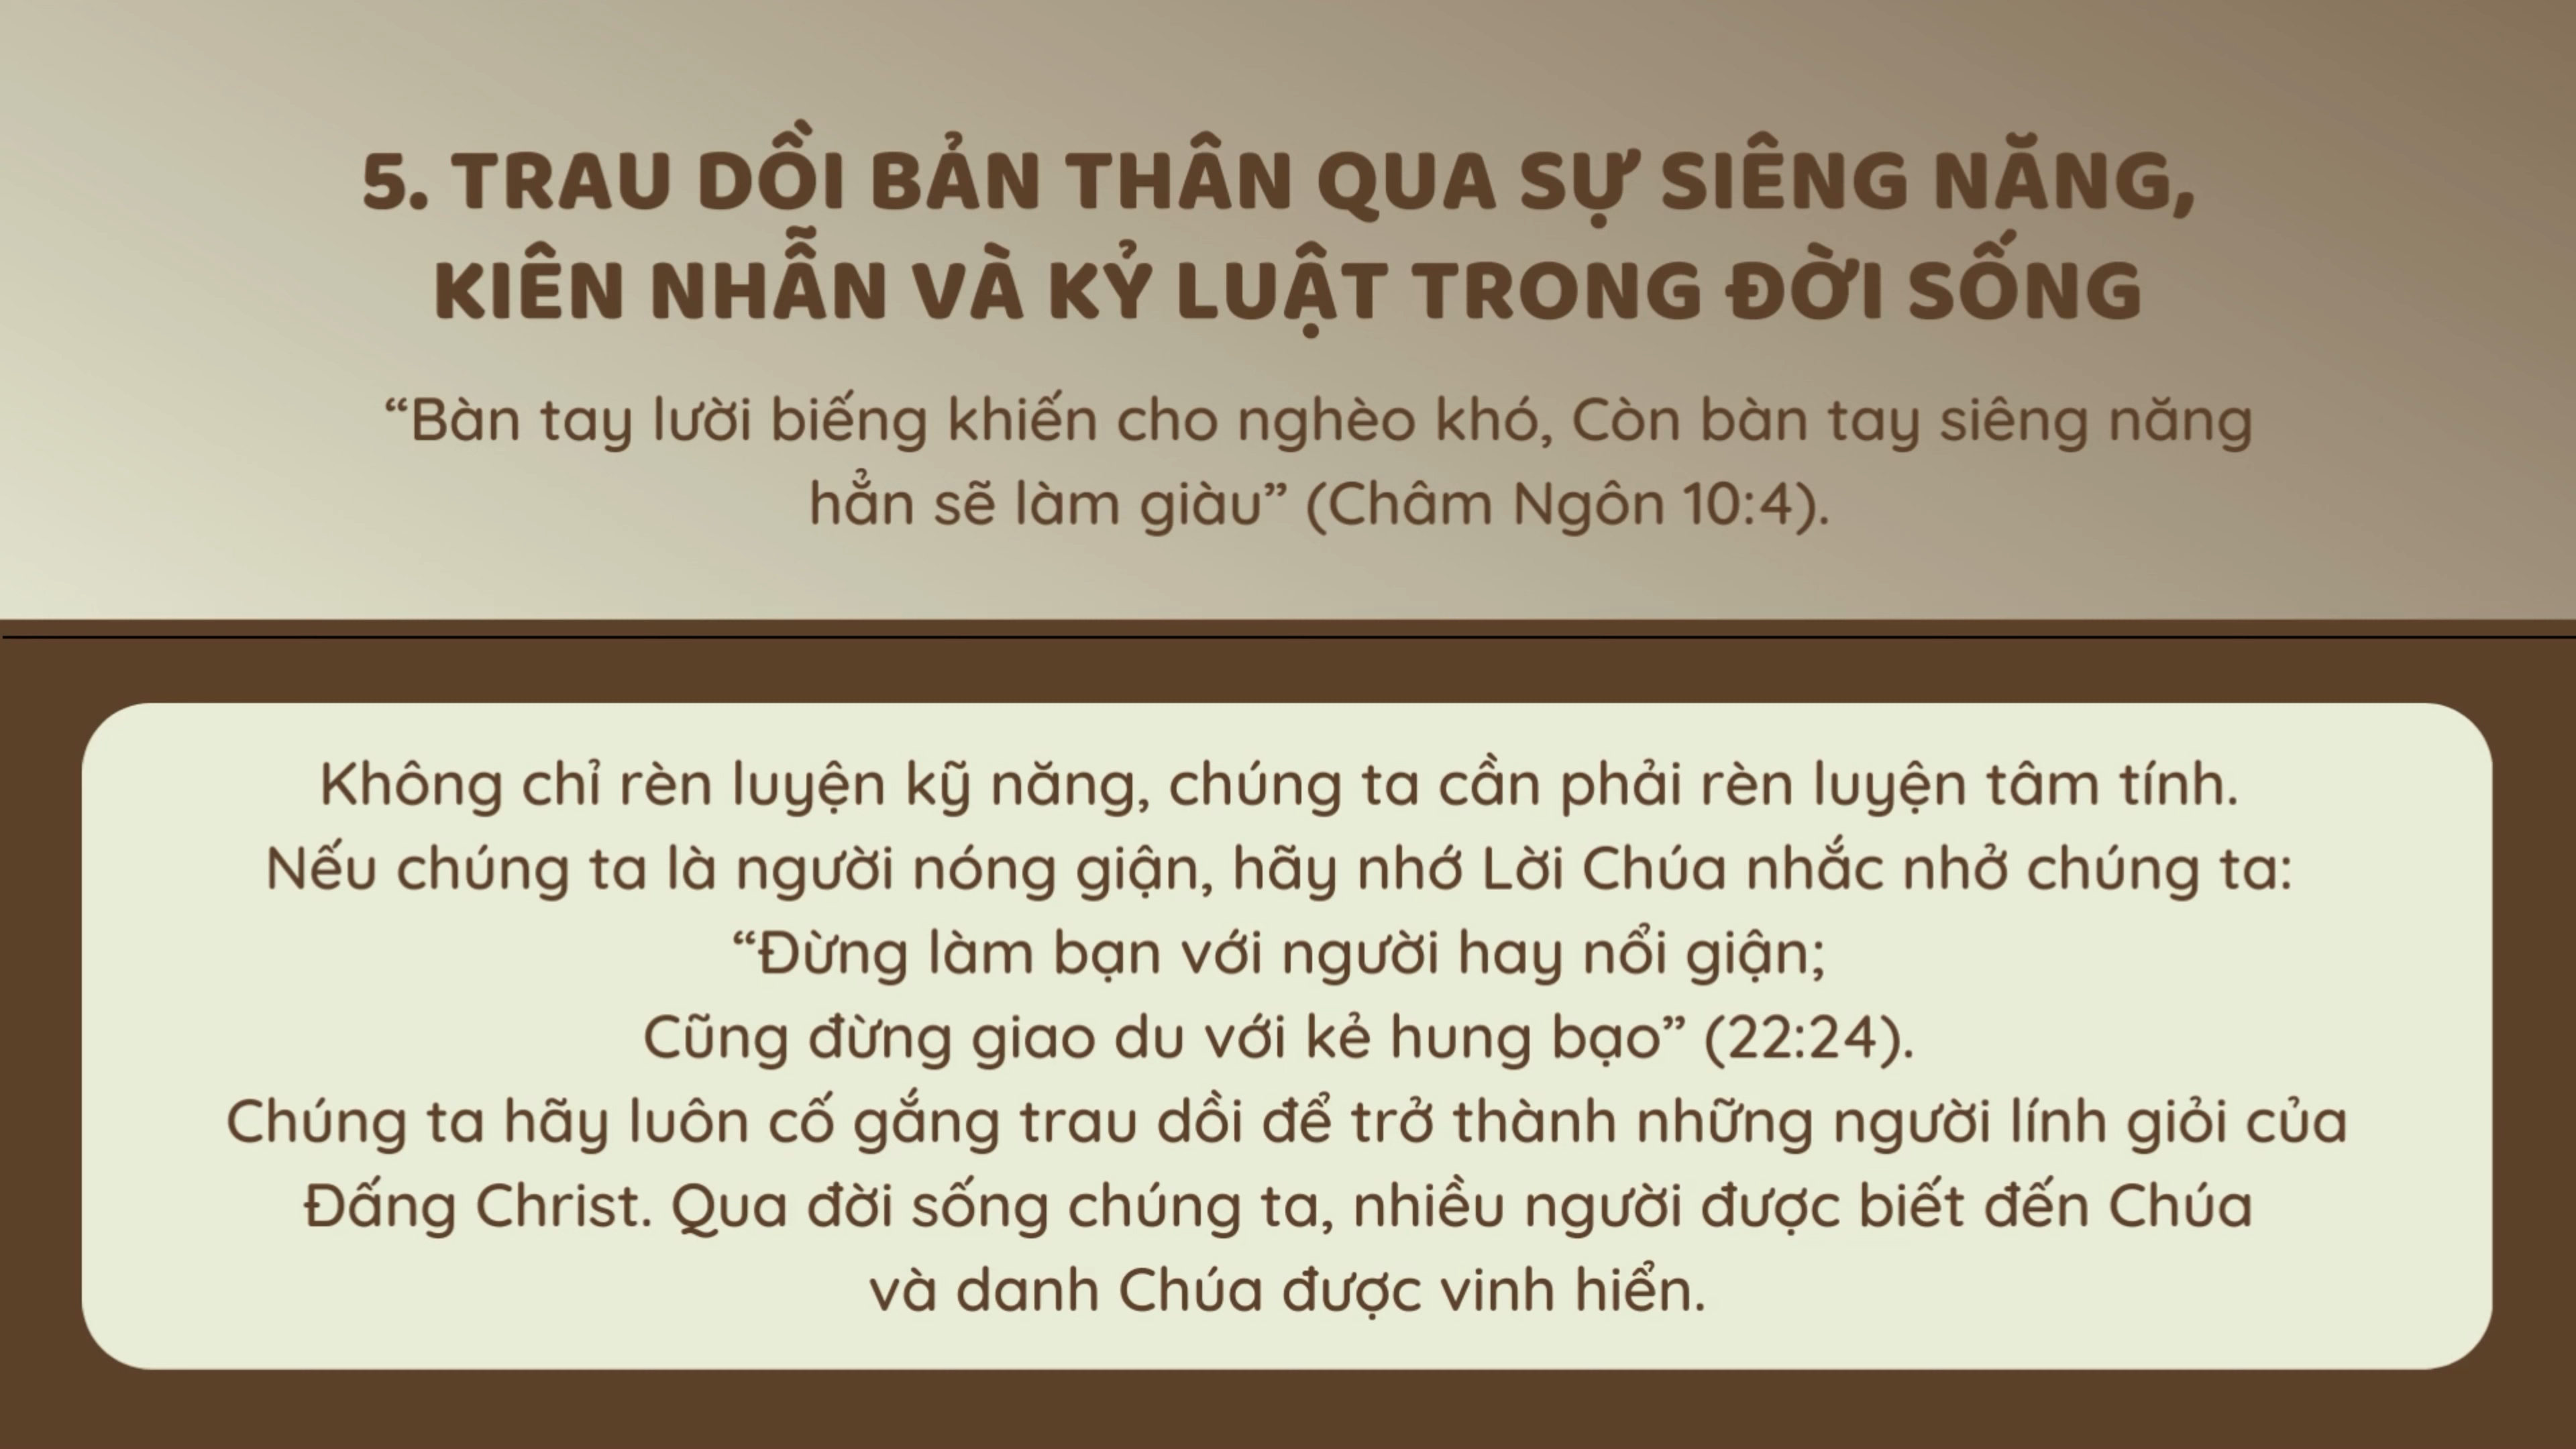 5. TRAU DỒI BẢN THÂN QUA SỰ SIÊNG NĂNG,
KIÊN NHẪN VÀ KỶ LUẬT TRONG ĐỜI SỐNG
“Bàn tay lười biếng khiến cho nghèo khó, Còn bàn tay siêng năng
hẳn sẽ làm giàu” (Châm Ngôn 10:4).
Không chỉ rèn luyện kỹ năng, chúng ta cần phải rèn luyện tâm tính.
Nếu chúng ta là người nóng giận, hãy nhớ Lời Chúa nhắc nhở chúng ta:
“Đừng làm bạn với người hay nổi giận;
Cũng đừng giao du với kẻ hung bạo” (22:24).
Chúng ta hãy luôn cố gắng trau dồi để trở thành những người lính giỏi của
Đấng Christ. Qua đời sống chúng ta, nhiều người được biết đến Chúa
và danh Chúa được vinh hiển.